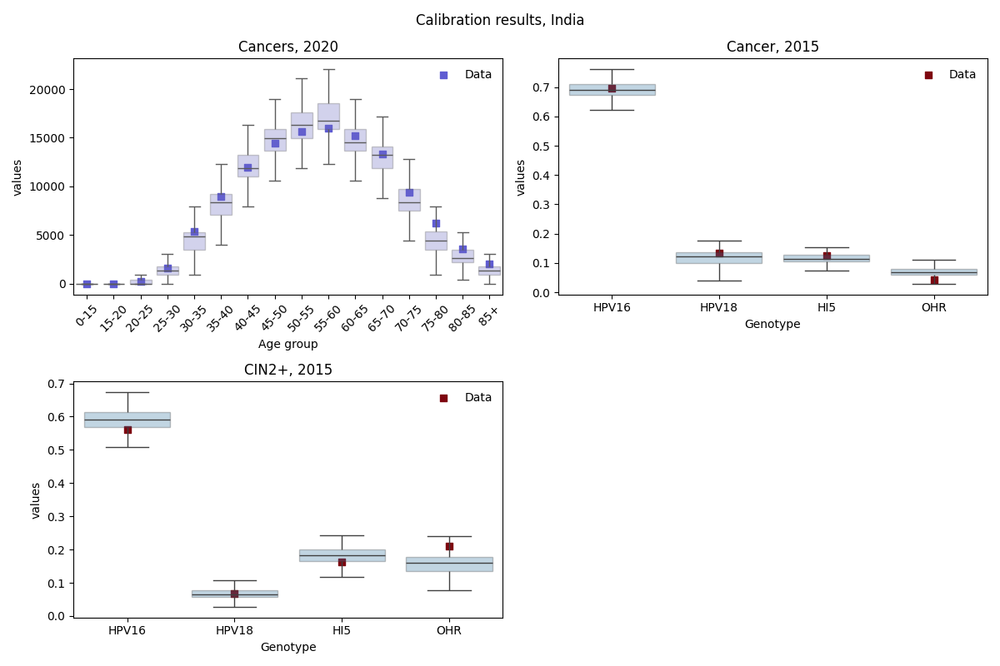 Calibration results, India
Cancers, 2020
Data
values
20000
15000
10000
5000
0
0-15
15-20
20-25
25-30
30-35
35-40
40-45
45-50
50-55
55-60
60-65
65-70
70-75
75-80
80-85
85+
Age group
Cancer, 2015
Data
values
0.7
0.6
0.5
0.4
0.3
0.2
0.1
0.0
HPV16 HPV18 HI5 OHR
Genotype
CIN2+, 2015
Data
values
0.7
0.6
0.5
0.4
0.3
0.2
0.1
0.0
HPV16 HPV18 HI5 OHR
Genotype